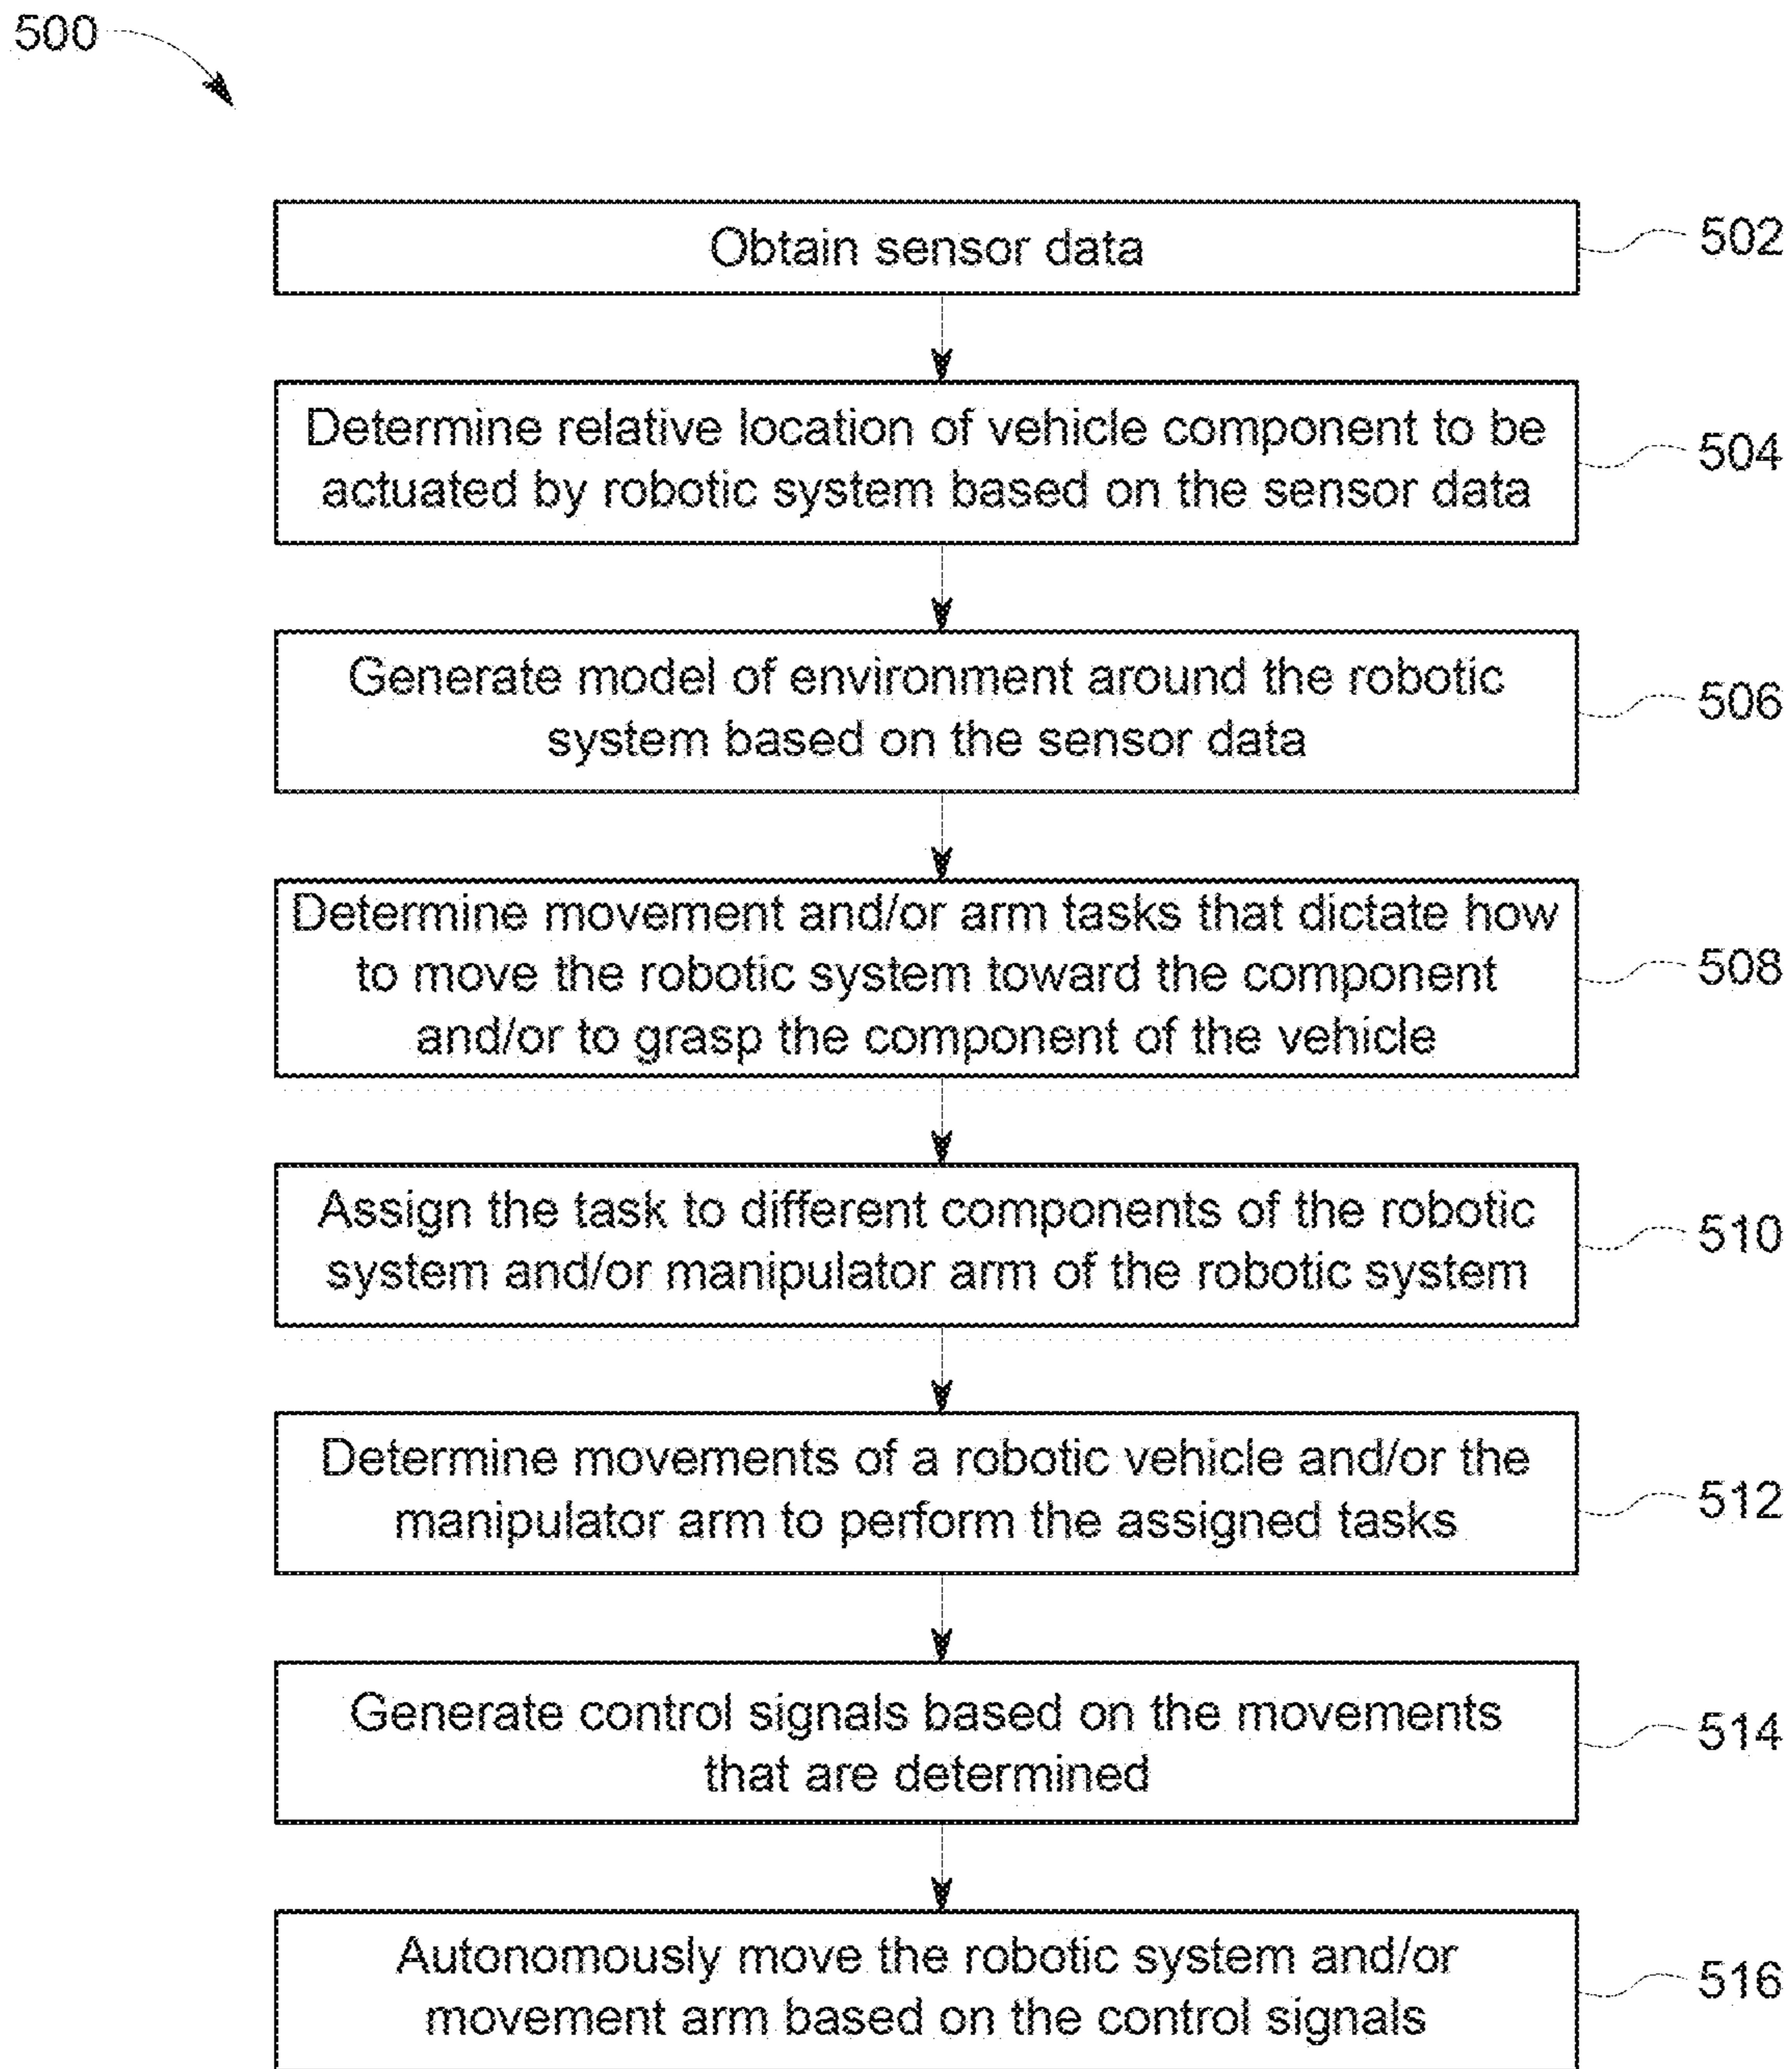 500
Obtain sensor data
502
Determine relative location of vehicle component to be
actuated by robotic system based on the sensor data
504
Generate model of environment around the robotic
system based on the sensor data
506
Determine movement and/or arm tasks that dictate how
to move the robotic system toward the component
and/or to grasp the component of the vehicle
508
Assign the task to different components of the robotic
system and/or manipulator arm of the robotic system
510
Determine movements of a robotic vehicle and/or the
manipulator arm to perform the assigned tasks
512
Generate control signals based on the movements
that are determined
514
Autonomously move the robotic system and/or
movement arm based on the control signals
516